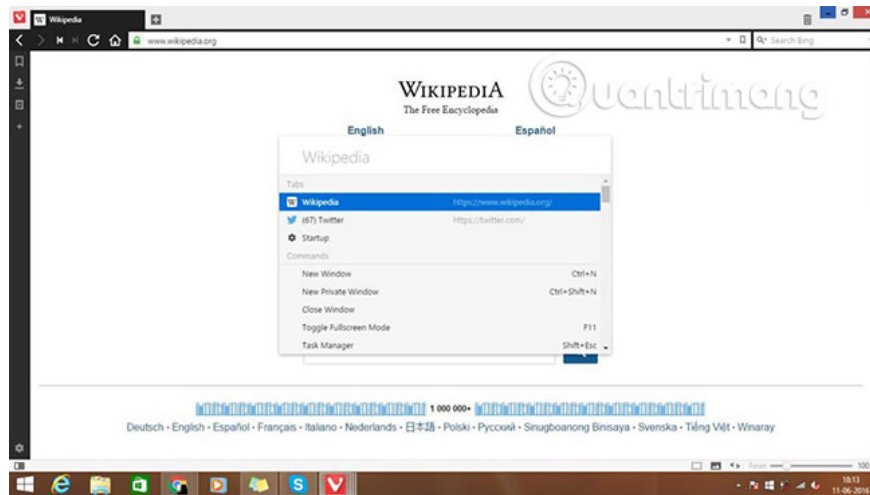 Wikipedia
www.wikipedia.org
Search Bing
WIKIPEDIA
The Free Encyclopedia
Quantrimang
English Español
Wikipedia
Tabs
Wikipedia https://www.wikipedia.org/
(67) Twitter https://twitter.com/
Startup
Commands
New Window Ctrl+N
New Private Window Ctrl+Shift+N
Close Window
Toggle Fullscreen Mode F11
Task Manager Shift+Esc
1 000 000+
Deutsch • English • Español • Français • Italiano • Nederlands • 日本語 • Polski • Русский • Sinugboanong Binisaya • Svenska • Tiếng Việt • Winaray
Reset 100
18:13
11-06-2016